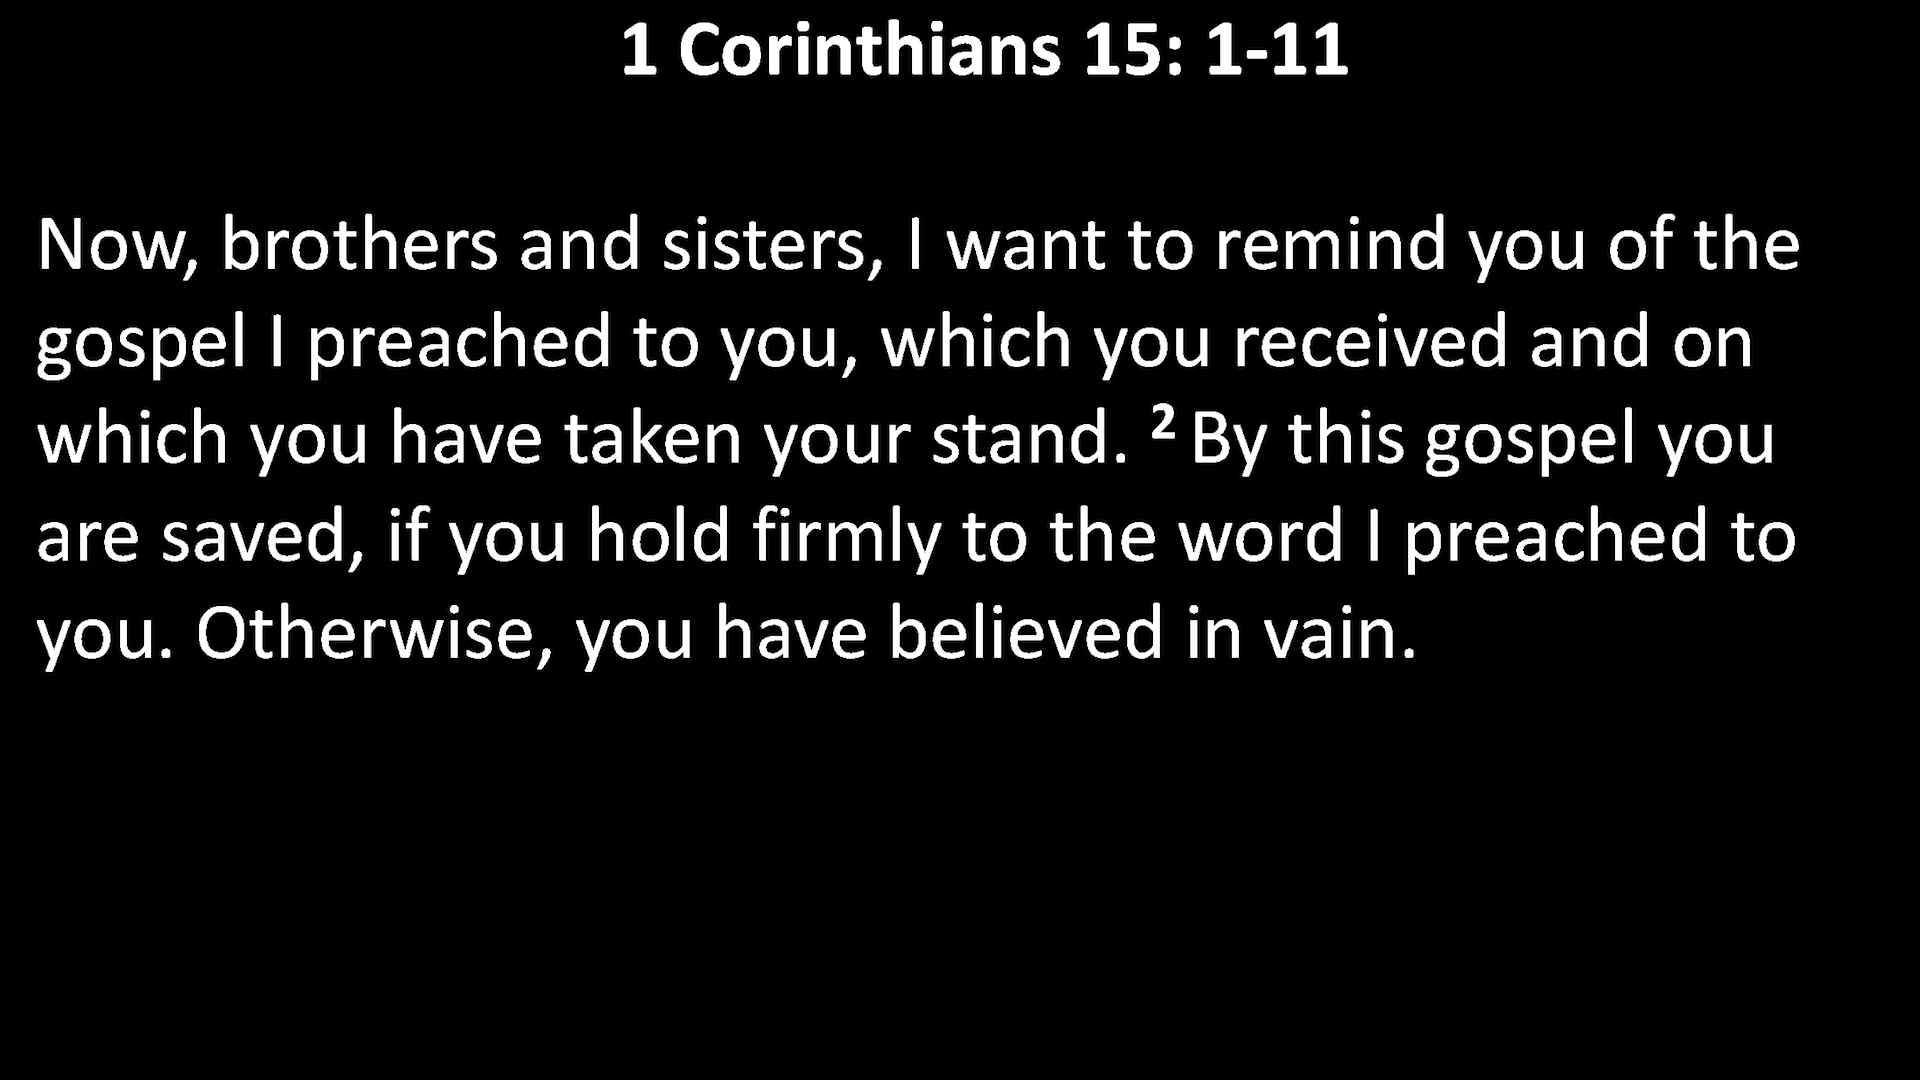 1 Corinthians 15: 1-11
Now, brothers and sisters, I want to remind you of the
gospel I preached to you, which you received and on
which you have taken your stand. ² By this gospel you
are saved, if you hold firmly to the word I preached to
you. Otherwise, you have believed in vain.